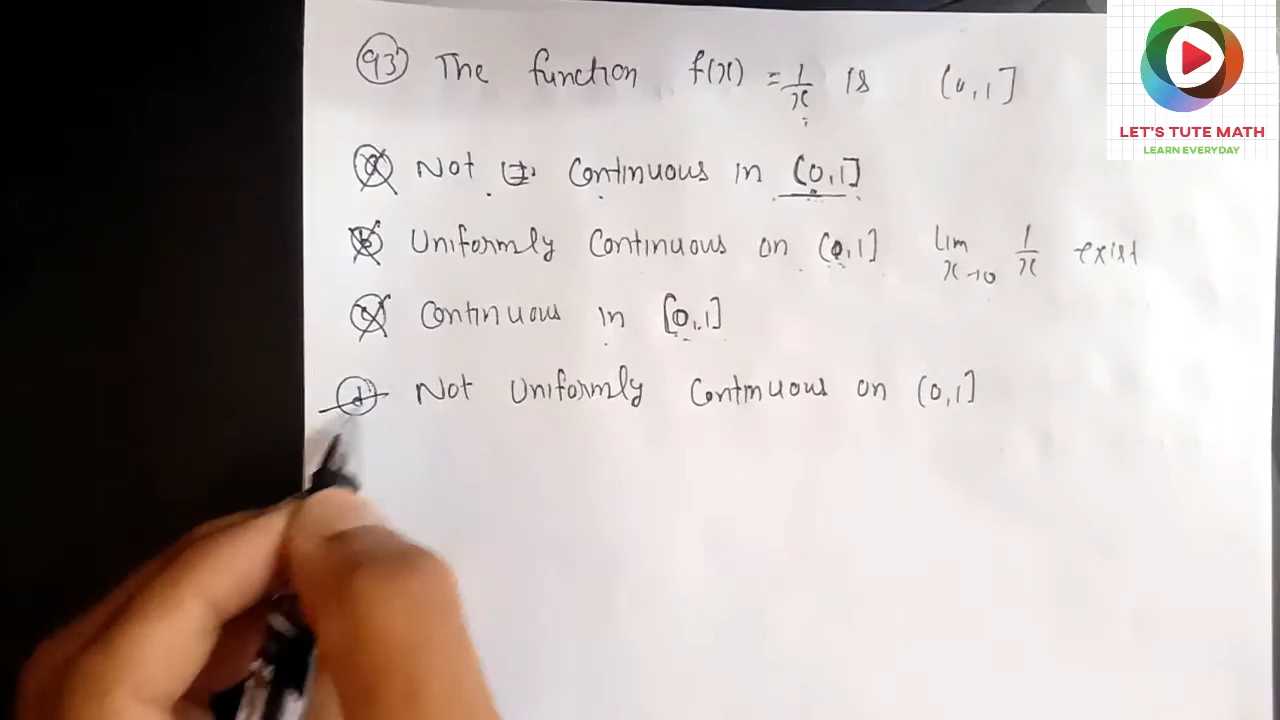 93 The function f(x) = 1/x is (0,1]
LET'S TUTE MATH
LEARN EVERYDAY
a Not Continuous in (0,1]
b Uniformly Continuous on (0,1] lim x→0 1/x exist
c Continuous in [0,1]
d Not Uniformly Continuous on (0,1]